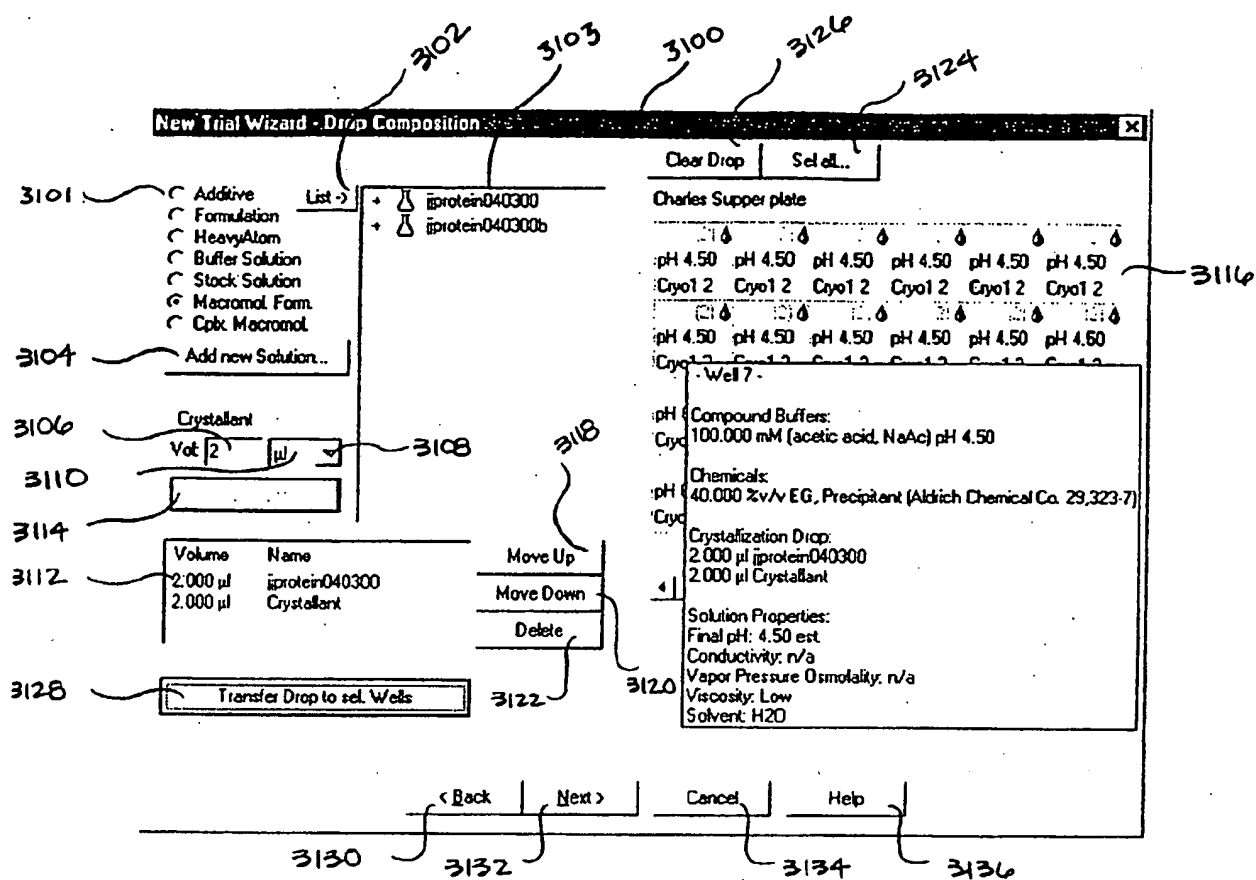 3102
3103
3100
3126
3124
New Trial Wizard - Drop Composition
Clear Drop
Sel all...
3101
Additive
Formulation
HeavyAtom
Buffer Solution
Stock Solution
Macromol. Form.
Cplx. Macromol.
List ->
jjprotein040300
jjprotein040300b
Charles Supper plate
pH 4.50 pH 4.50 pH 4.50 pH 4.50 pH 4.50 pH 4.50
Cryo1 2 Cryo1 2 Cryo1 2 Cryo1 2 Cryo1 2 Cryo1 2
3116
pH 4.50 pH 4.50 pH 4.50 pH 4.50 pH 4.50 pH 4.50
3104
Add new Solution...
- Well 7 -
Compound Buffers:
100.000 mM (acetic acid, NaAc) pH 4.50
Chemicals:
40.000 %v/v EG, Precipitant (Aldrich Chemical Co. 29,323-7)
Crystallization Drop:
2.000 µl jjprotein040300
2.000 µl Crystallant
Solution Properties:
Final pH: 4.50 est.
Conductivity: n/a
Vapor Pressure Osmolality: n/a
Viscosity: Low
Solvent: H2O
Crystallant
3106
Vol: 2 µl
3108
3110
3114
3118
3112
Volume Name
2.000 µl jjprotein040300
2.000 µl Crystallant
Move Up
Move Down
Delete
3120
3122
3128
Transfer Drop to sel. Wells
< Back
Next >
Cancel
Help
3130
3132
3134
3136